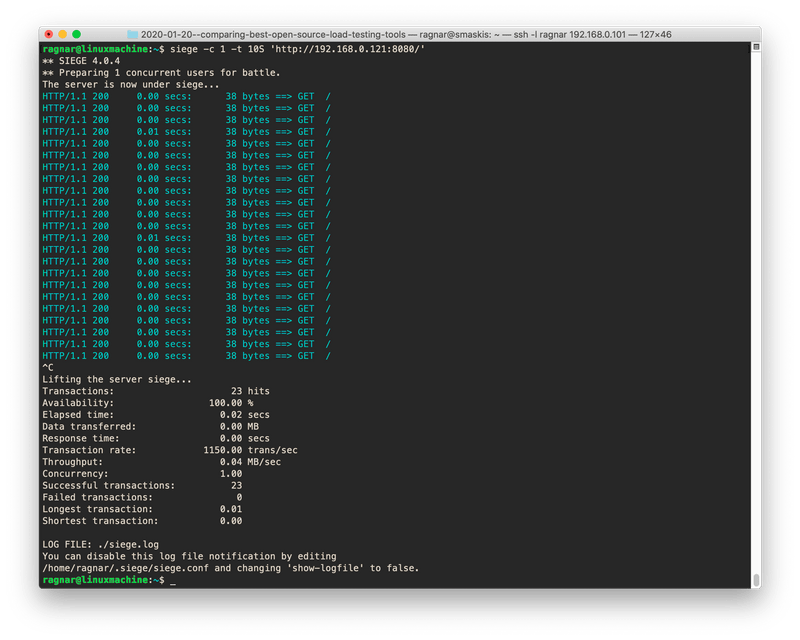 2020-01-20--comparing-best-open-source-load-testing-tools — ragnar@smaskis: ~ — ssh -l ragnar 192.168.0.101 — 127×46
ragnar@linuxmachine:~$ siege -c 1 -t 10S 'http://192.168.0.121:8080/'
** SIEGE 4.0.4
** Preparing 1 concurrent users for battle.
The server is now under siege...
HTTP/1.1 200     0.00 secs:      38 bytes ==> GET  /
HTTP/1.1 200     0.00 secs:      38 bytes ==> GET  /
HTTP/1.1 200     0.00 secs:      38 bytes ==> GET  /
HTTP/1.1 200     0.01 secs:      38 bytes ==> GET  /
HTTP/1.1 200     0.00 secs:      38 bytes ==> GET  /
HTTP/1.1 200     0.00 secs:      38 bytes ==> GET  /
HTTP/1.1 200     0.00 secs:      38 bytes ==> GET  /
HTTP/1.1 200     0.00 secs:      38 bytes ==> GET  /
HTTP/1.1 200     0.00 secs:      38 bytes ==> GET  /
HTTP/1.1 200     0.00 secs:      38 bytes ==> GET  /
HTTP/1.1 200     0.00 secs:      38 bytes ==> GET  /
HTTP/1.1 200     0.00 secs:      38 bytes ==> GET  /
HTTP/1.1 200     0.01 secs:      38 bytes ==> GET  /
HTTP/1.1 200     0.00 secs:      38 bytes ==> GET  /
HTTP/1.1 200     0.00 secs:      38 bytes ==> GET  /
HTTP/1.1 200     0.00 secs:      38 bytes ==> GET  /
HTTP/1.1 200     0.00 secs:      38 bytes ==> GET  /
HTTP/1.1 200     0.00 secs:      38 bytes ==> GET  /
HTTP/1.1 200     0.00 secs:      38 bytes ==> GET  /
HTTP/1.1 200     0.00 secs:      38 bytes ==> GET  /
HTTP/1.1 200     0.00 secs:      38 bytes ==> GET  /
HTTP/1.1 200     0.00 secs:      38 bytes ==> GET  /
HTTP/1.1 200     0.00 secs:      38 bytes ==> GET  /
^C
Lifting the server siege...
Transactions:                     23 hits
Availability:                 100.00 %
Elapsed time:                   0.02 secs
Data transferred:               0.00 MB
Response time:                  0.00 secs
Transaction rate:            1150.00 trans/sec
Throughput:                     0.04 MB/sec
Concurrency:                    1.00
Successful transactions:          23
Failed transactions:               0
Longest transaction:            0.01
Shortest transaction:           0.00
LOG FILE: ./siege.log
You can disable this log file notification by editing
/home/ragnar/.siege/siege.conf and changing 'show-logfile' to false.
ragnar@linuxmachine:~$ _